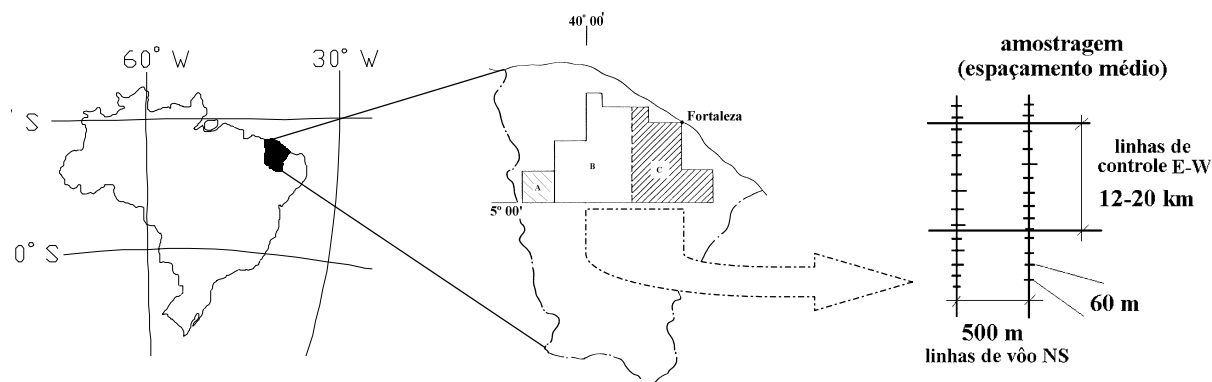 60° W
30° W
' S
0° S
40° 00'
Fortaleza
A
B
C
5° 00'
amostragem
(espaçamento médio)
linhas de
controle E-W
12-20 km
60 m
500 m
linhas de vôo NS